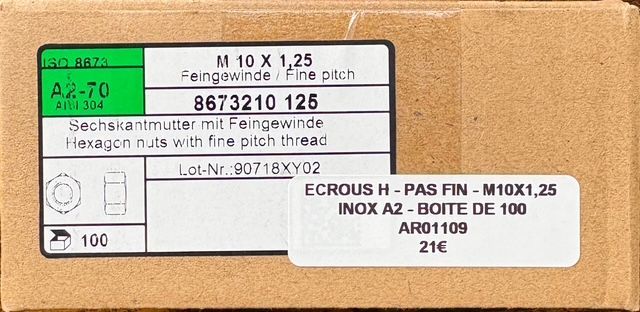 ISO 8673
M 10 X 1,25
Feingewinde / Fine pitch
A2-70
AISI 304
8673210 125
Sechskantmutter mit Feingewinde
Hexagon nuts with fine pitch thread
Lot-Nr.:90718XY02
100
ECROUS H - PAS FIN - M10X1,25
INOX A2 - BOITE DE 100
AR01109
21€